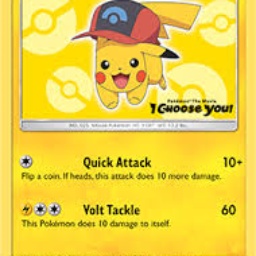 Pokémon The Movie
I CHOOSE YOU!
Quick Attack 10+
Flip a coin. If heads, this attack does 10 more damage.
Volt Tackle 60
This Pokémon does 10 damage to itself.